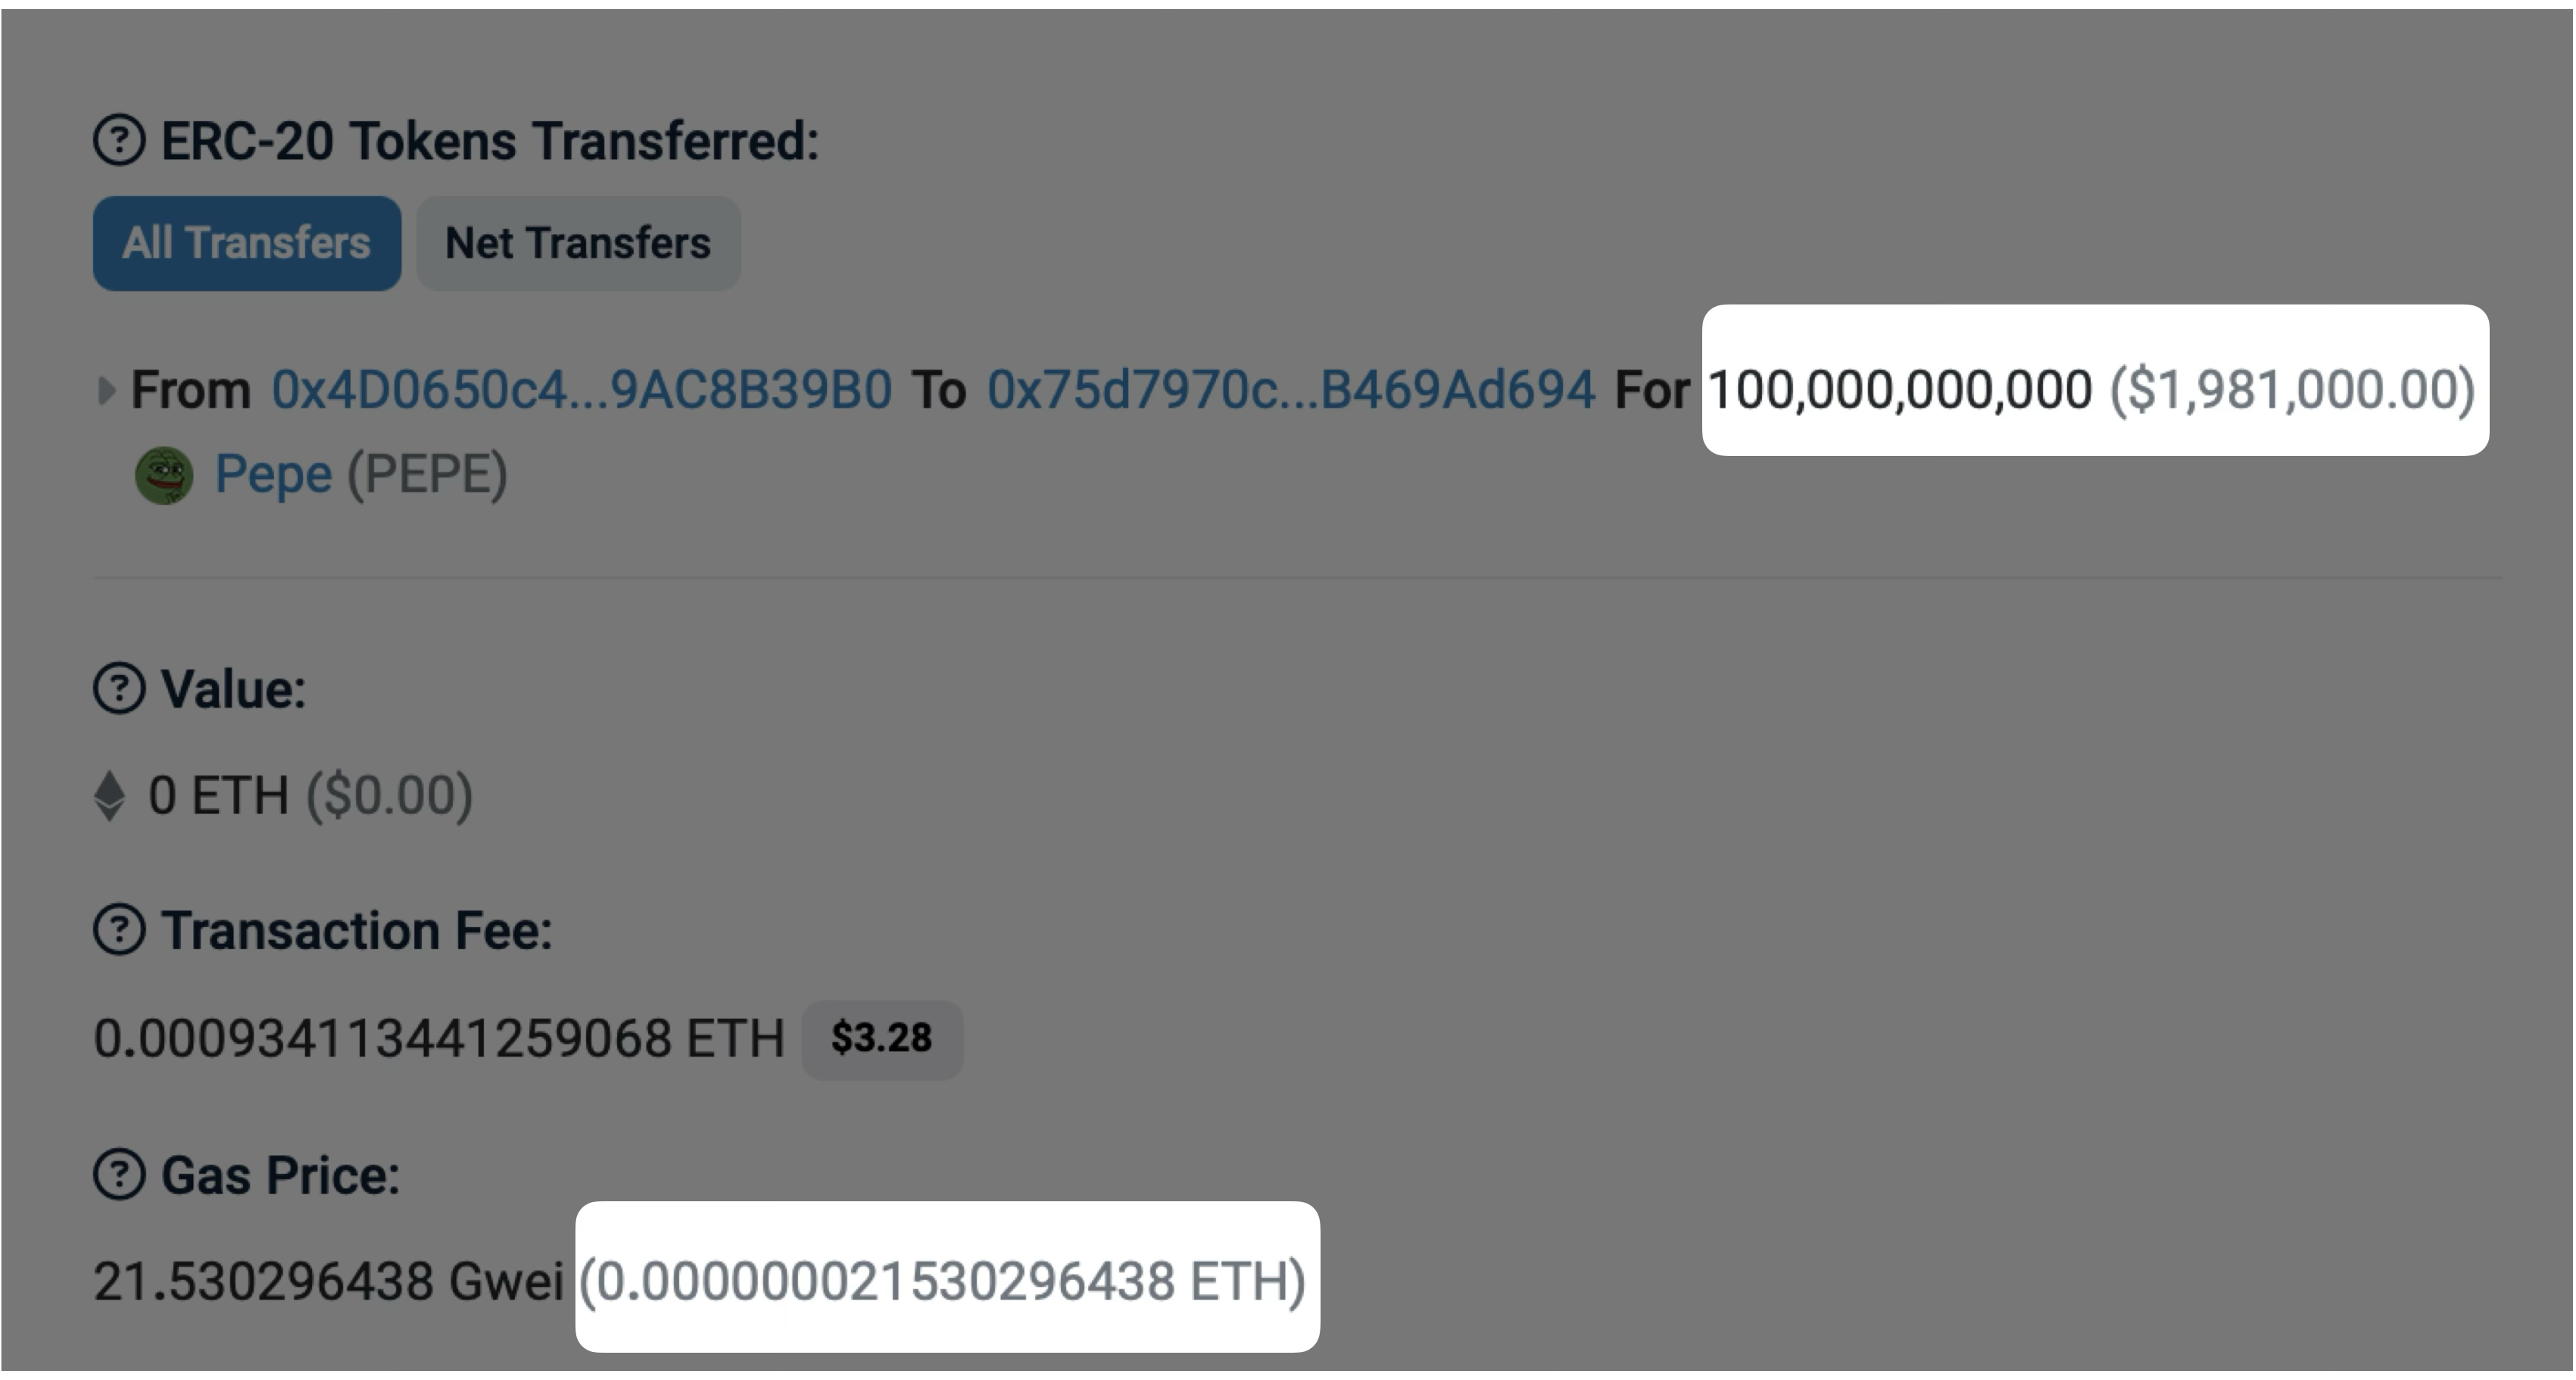 ERC-20 Tokens Transferred:
All Transfers Net Transfers
From 0x4D0650c4...9AC8B39B0 To 0x75d7970c...B469Ad694 For 100,000,000,000 ($1,981,000.00)
Pepe (PEPE)
Value:
0 ETH ($0.00)
Transaction Fee:
0.000934113441259068 ETH $3.28
Gas Price:
21.530296438 Gwei (0.000000021530296438 ETH)